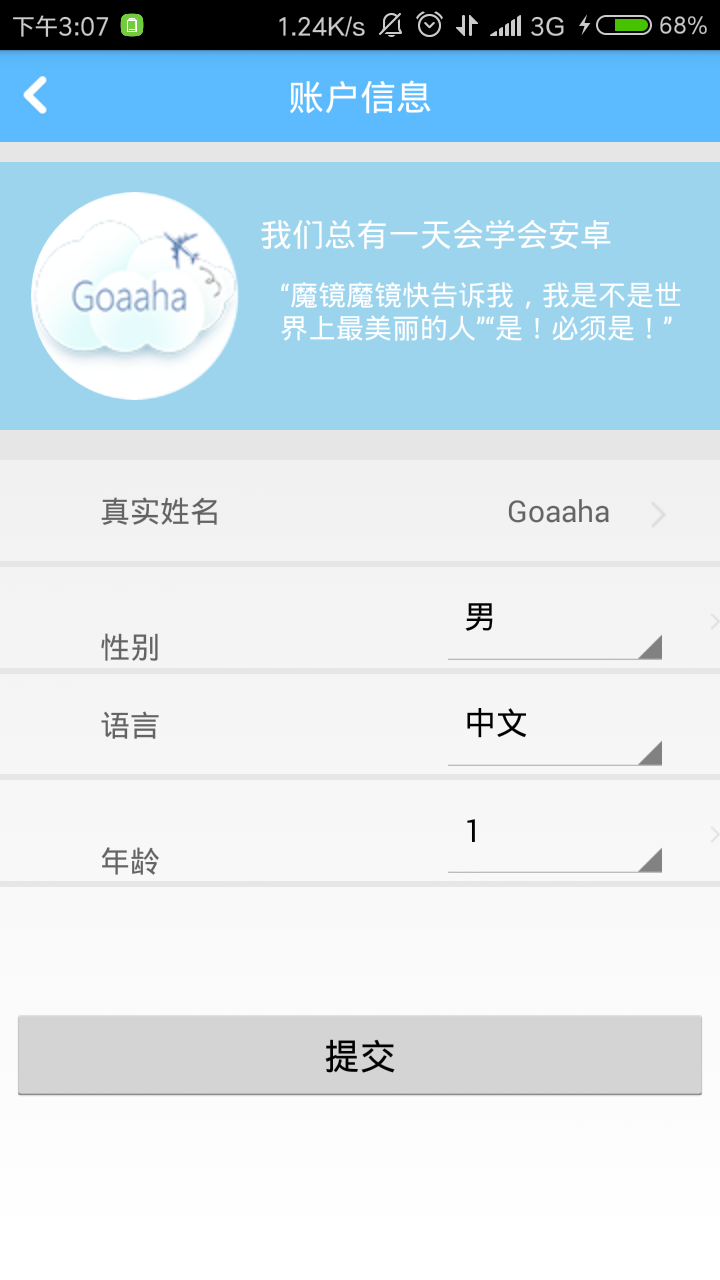 下午3:07 1.24K/s 3G 68%
账户信息
Goaaha
我们总有一天会学会安卓
“魔镜魔镜快告诉我，我是不是世
界上最美丽的人”“是！必须是！”
真实姓名 Goaaha
性别 男
语言 中文
年龄 1
提交